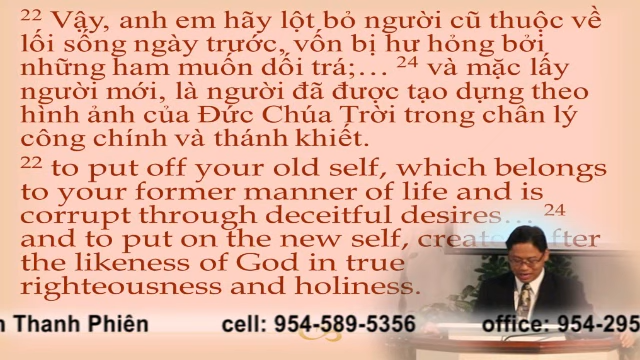 22 Vậy, anh em hãy lột bỏ người cũ thuộc về
lối sống ngày trước, vốn bị hư hỏng bởi
những ham muốn dối trá;… 24 và mặc lấy
người mới, là người đã được tạo dựng theo
hình ảnh của Đức Chúa Trời trong chân lý
công chính và thánh khiết.
22 to put off your old self, which belongs
to your former manner of life and is
corrupt through deceitful desires… 24
and to put on the new self, created after
the likeness of God in true
righteousness and holiness.
Thanh Phiên cell: 954-589-5356 office: 954-295